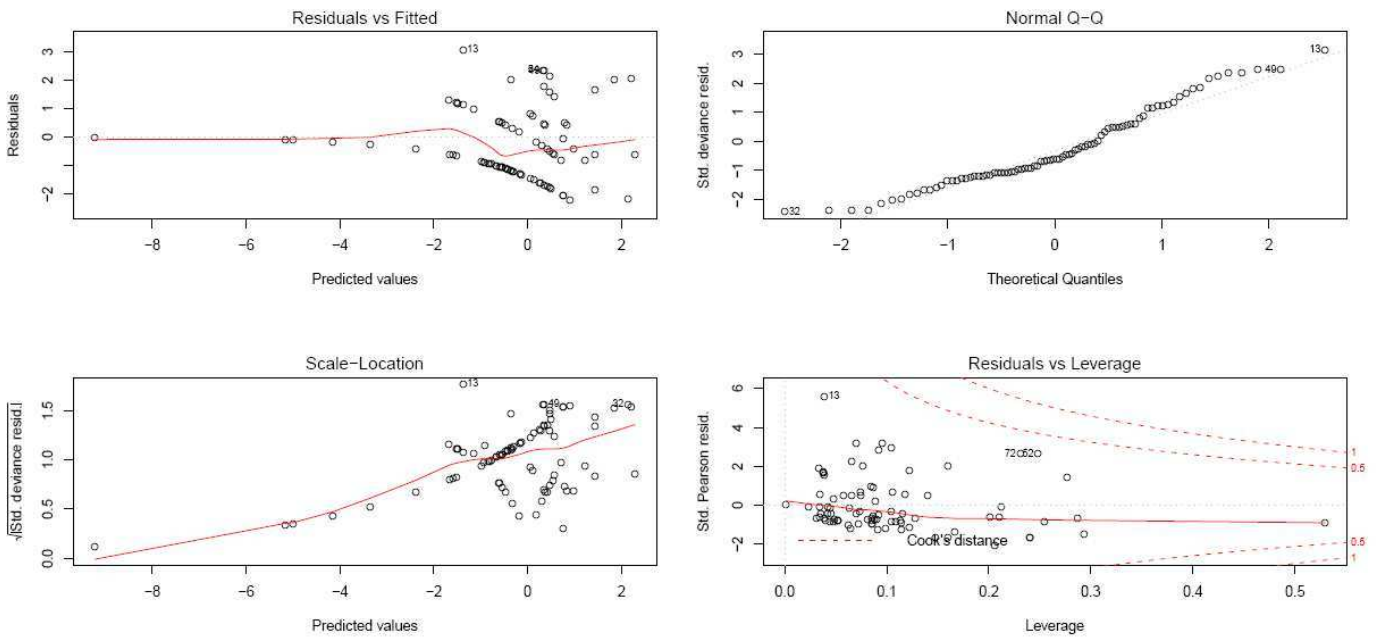 Residuals vs Fitted
Residuals
3
2
1
0
−2
13
−8 −6 −4 −2 0 2
Predicted values
Normal Q−Q
Std. deviance resid.
3
2
1
0
−1
−2
13
49
32
−2 −1 0 1 2
Theoretical Quantiles
Scale−Location
√|Std. deviance resid.|
1.5
1.0
0.5
0.0
13
49
32
−8 −6 −4 −2 0 2
Predicted values
Residuals vs Leverage
Std. Pearson resid.
6
4
2
0
−2
13
72 62
1
0.5
0.5
1
Cook's distance
0.0 0.1 0.2 0.3 0.4 0.5
Leverage